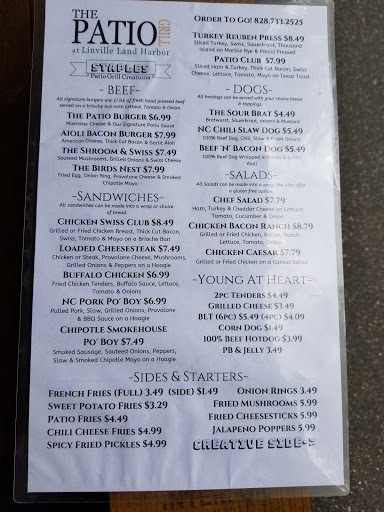 THE
PATIO
GRILL
at Linville Land Harbor
STAPLES
"Patio Grill Creations"
-BEEF-
All signature burgers are 1/3lb of fresh hand pressed beef
served on a brioche bun with Lettuce, Tomato & Onion
THE PATIO BURGER $6.99
Muenster Cheese & Our Signature Patio Sauce
AIOLI BACON BURGER $7.99
American Cheese, Thick Cut Bacon & Garlic Aioli
THE SHROOM & SWISS $7.49
Sauteed Mushrooms, Grilled Onions & Swiss Cheese
THE BIRDS NEST $7.99
Fried Egg, Onion Ring, Provolone Cheese & Smoked
Chipotle Mayo
-SANDWICHES-
All sandwiches can be made into a wrap or choice
of bread.
CHICKEN SWISS CLUB $8.49
Grilled or Fried Chicken Breast, Thick Cut Bacon,
Swiss, Tomato & Mayo on a Brioche Bun
LOADED CHEESESTEAK $7.49
Chicken or Steak, Provolone Cheese, Mushrooms,
Grilled Onions & Peppers on a Hoagie
BUFFALO CHICKEN $6.99
Fried Chicken Tenders, Buffalo Sauce, Lettuce,
Tomato & Onions
NC PORK PO' BOY $6.99
Pulled Pork, Slaw, Grilled Onions, Provolone
& BBQ Sauce on a Hoagie
CHIPOTLE SMOKEHOUSE
PO' BOY $7.49
Smoked Sausage, Sauteed Onions, Peppers,
Slaw & Smoked Chipotle Mayo on a Hoagie
ORDER TO GO! 828.733.2525
TURKEY REUBEN PRESS $8.49
Sliced Turkey, Swiss, Sauerkraut, Thousand
Island on Marble Rye & Panini Pressed
PATIO CLUB $7.99
Sliced Ham & Turkey, Thick Cut Bacon, Swiss
Cheese, Lettuce, Tomato, Mayo on Texas Toast
-DOGS-
All hotdogs can be served with your choice bread
& toppings.
THE SOUR BRAT $4.49
Bratwurst, Sauerkraut, onions & Mustard
NC CHILI SLAW DOG $5.49
100% Beef Dog, Chili, Slaw & Fresh Onions
BEEF 'N' BACON DOG $5.49
100% Beef Dog Wrapped in Bacon & Garlic
Aioli
-SALADS-
All Salads can be made into a wrap. We also offer
a gluten free option.
CHEF SALAD $7.79
Ham, Turkey & Cheddar Cheese on Lettuce,
Tomato, Cucumber & Onion
CHICKEN BACON RANCH $8.79
Grilled or Fried Chicken, Bacon, Ranch,
Lettuce, Tomato, Onion
CHICKEN CAESAR $7.79
Grilled or Fried Chicken on a Caesar Salad
-YOUNG AT HEART-
2PC TENDERS $4.49
GRILLED CHEESE $3.49
BLT (6PC) $5.49 (4PC) $4.09
CORN DOG $1.49
100% BEEF HOTDOG $3.99
PB & JELLY 3.49
-SIDES & STARTERS-
FRENCH FRIES (FULL) 3.49 (SIDE) $1.49
SWEET POTATO FRIES $3.29
PATIO FRIES $4.49
CHILI CHEESE FRIES $4.99
SPICY FRIED PICKLES $4.99
ONION RINGS 3.49
FRIED MUSHROOMS 5.99
FRIED CHEESESTICKS 5.99
JALAPENO POPPERS 5.99
CREATIVE SIDE-S